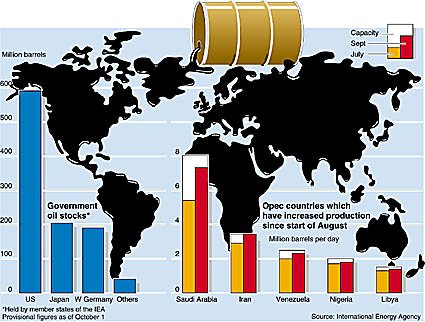 Capacity
Sept
July
Million barrels
600
500
400
300
200
100
0
Government
oil stocks*
US
Japan
W Germany
Others
*Held by member states of the IEA
Provisional figures as of October 1
8
6
4
2
0
Opec countries which
have increased production
since start of August
Million barrels per day
Saudi Arabia
Iran
Venezuela
Nigeria
Libya
Source: International Energy Agency